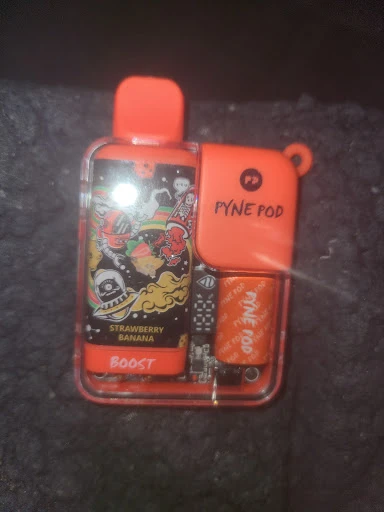 PYNE POD
STRAWBERRY
BANANA
BOOST
PYNE POD